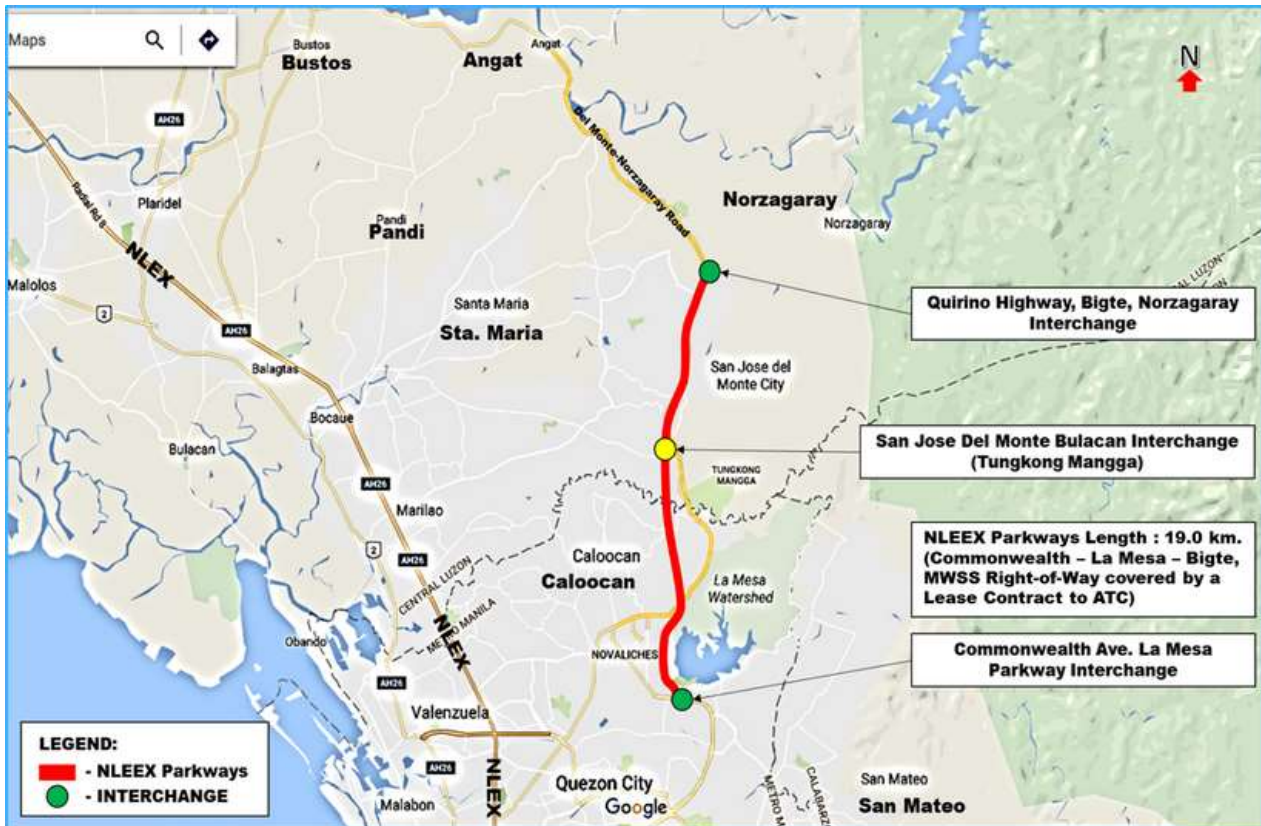 Maps
N
Bustos
Bustos
Angat
Angat
AH26
Del Monte-Norzagaray Road
Radial Rd 8
Plaridel
Norzagaray
Norzagaray
Pandi
Pandi
NLEX
Malolos
2
CENTRAL LUZON
Quirino Highway, Bigte, Norzagaray
Interchange
Santa Maria
Sta. Maria
AH26
Balagtas
San Jose del
Monte City
Bocaue
Bulacan
San Jose Del Monte Bulacan Interchange
(Tungkong Mangga)
TUNGKONG
MANGGA
AH26
Marilao
NLEEX Parkways Length : 19.0 km.
(Commonwealth – La Mesa – Bigte,
MWSS Right-of-Way covered by a
Lease Contract to ATC)
2
Caloocan
Caloocan
La Mesa
Watershed
CENTRAL LUZON
METRO MANILA
NLEX
Obando
NOVALICHES
Commonwealth Ave. La Mesa
Parkway Interchange
AH26
Valenzuela
LEGEND:
- NLEEX Parkways
- INTERCHANGE
AH26
NLEX
AH26
Malabon
Quezon City
Google
San Mateo
San Mateo